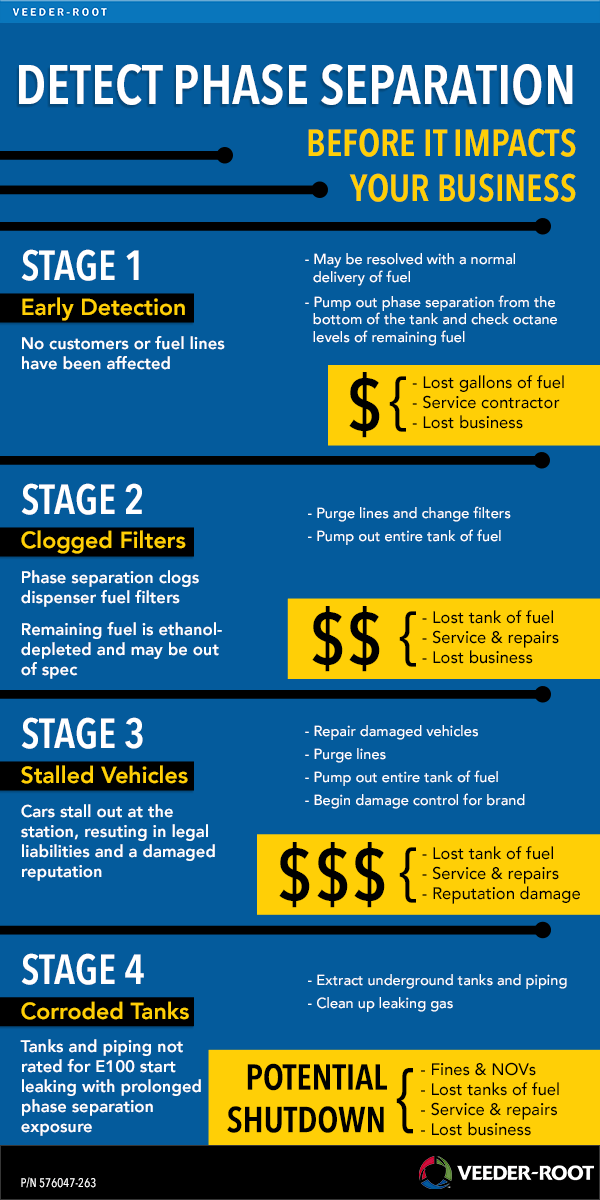 VEEDER-ROOT
DETECT PHASE SEPARATION
BEFORE IT IMPACTS
YOUR BUSINESS
STAGE 1
Early Detection
No customers or fuel lines
have been affected
- May be resolved with a normal
delivery of fuel
- Pump out phase separation from the
bottom of the tank and check octane
levels of remaining fuel
$ {
- Lost gallons of fuel
- Service contractor
- Lost business
STAGE 2
Clogged Filters
Phase separation clogs
dispenser fuel filters
Remaining fuel is ethanol-
depleted and may be out
of spec
- Purge lines and change filters
- Pump out entire tank of fuel
$$ {
- Lost tank of fuel
- Service & repairs
- Lost business
STAGE 3
Stalled Vehicles
Cars stall out at the
station, resuting in legal
liabilities and a damaged
reputation
- Repair damaged vehicles
- Purge lines
- Pump out entire tank of fuel
- Begin damage control for brand
$$$ {
- Lost tank of fuel
- Service & repairs
- Reputation damage
STAGE 4
Corroded Tanks
Tanks and piping not
rated for E100 start
leaking with prolonged
phase separation
exposure
- Extract underground tanks and piping
- Clean up leaking gas
POTENTIAL
SHUTDOWN {
- Fines & NOVs
- Lost tanks of fuel
- Service & repairs
- Lost business
P/N 576047-263
VEEDER-ROOT